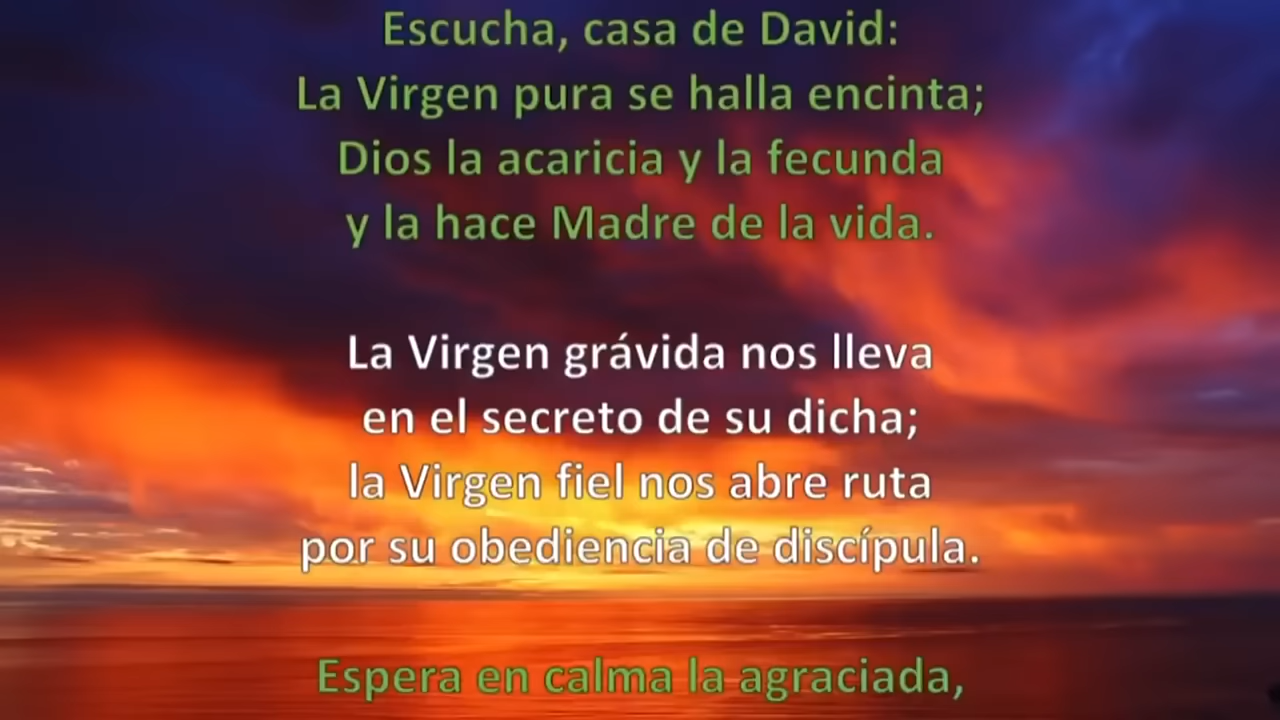 Escucha, casa de David:
La Virgen pura se halla encinta;
Dios la acaricia y la fecunda
y la hace Madre de la vida.
La Virgen grávida nos lleva
en el secreto de su dicha;
la Virgen fiel nos abre ruta
por su obediencia de discípula.
Espera en calma la agraciada,